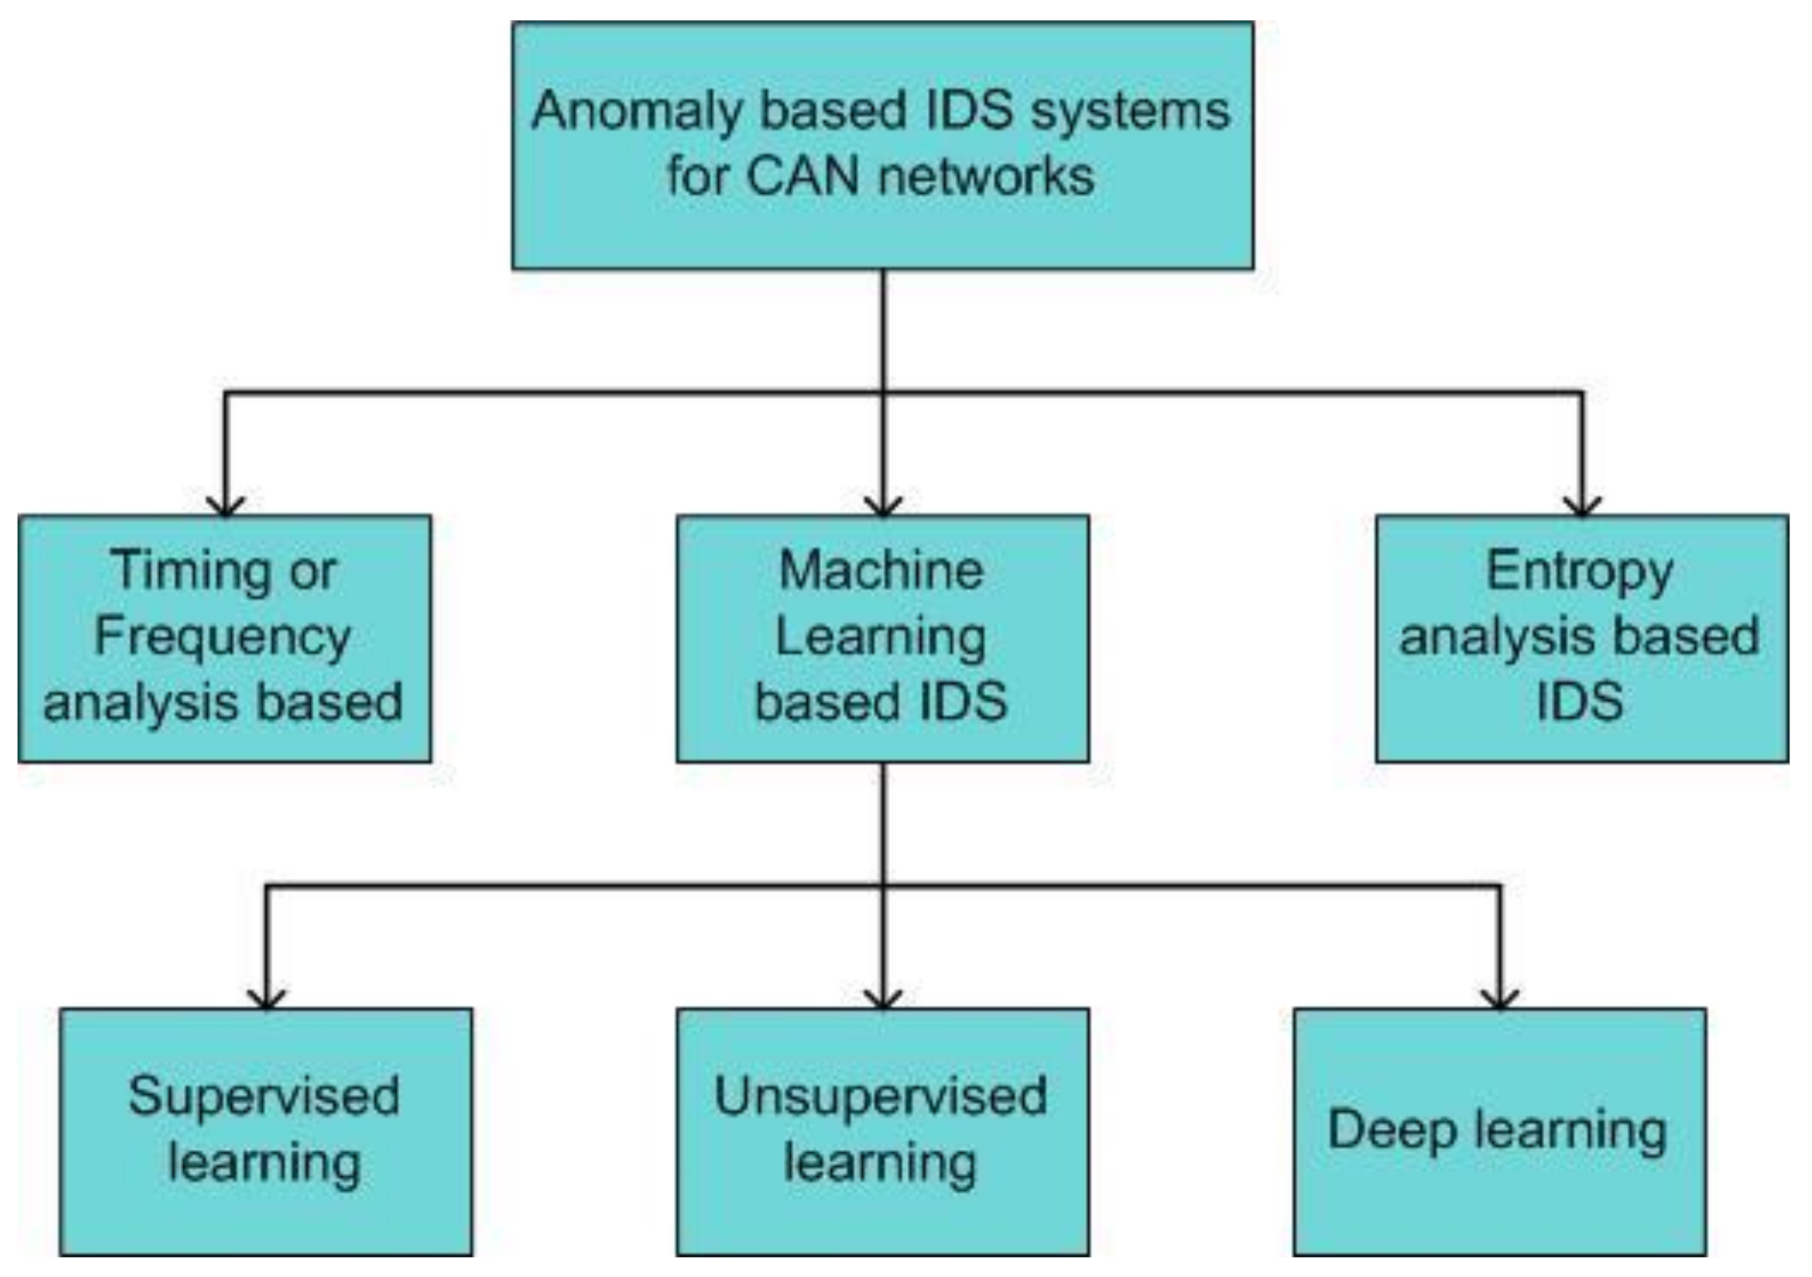 Anomaly based IDS systems
for CAN networks
Timing or
Frequency
analysis based
Machine
Learning
based IDS
Entropy
analysis based
IDS
Supervised
learning
Unsupervised
learning
Deep learning